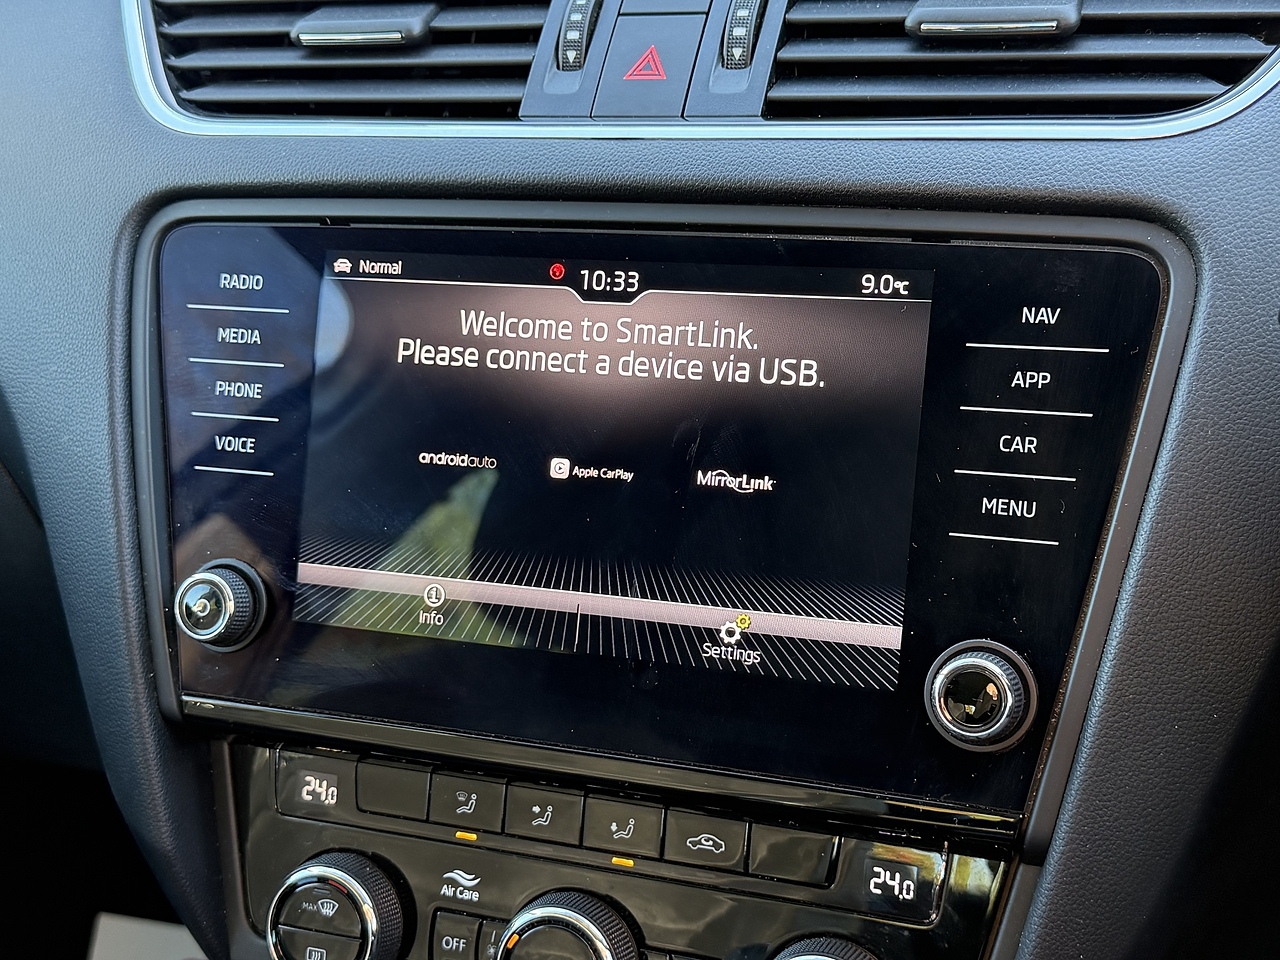 RADIO
MEDIA
PHONE
VOICE
Normal
10:33
9.0°C
Welcome to SmartLink.
Please connect a device via USB.
androidauto
Apple CarPlay
MirrorLink
Info
Settings
NAV
APP
CAR
MENU
24.0
24.0
Air Care
MAX
OFF